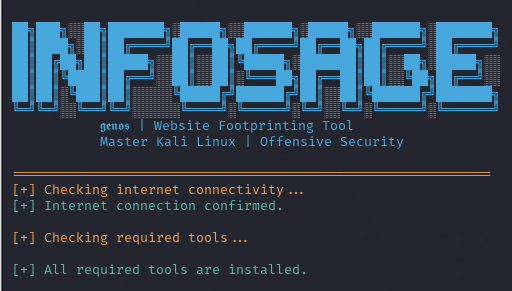 INFOSAGE
𝖌𝖊𝖓𝖔𝖘 | Website Footprinting Tool
Master Kali Linux | Offensive Security
[+] Checking internet connectivity...
[+] Internet connection confirmed.
[+] Checking required tools...
[+] All required tools are installed.